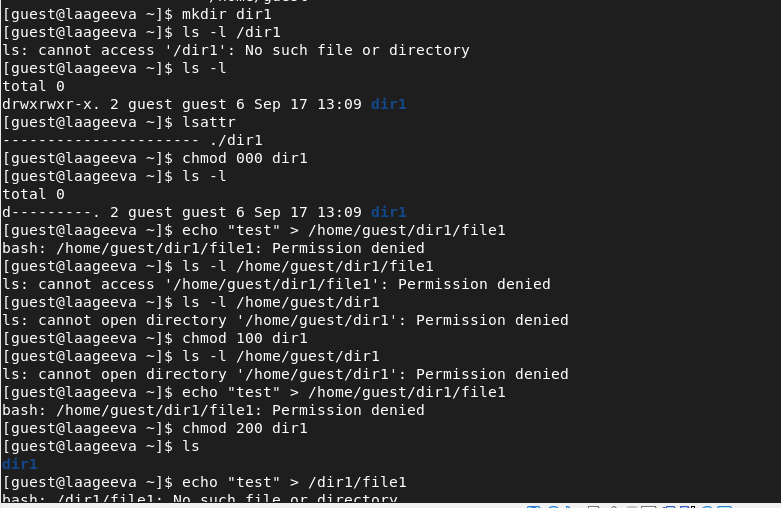 /home/guest
[guest@laageeva ~]$ mkdir dir1
[guest@laageeva ~]$ ls -l /dir1
ls: cannot access '/dir1': No such file or directory
[guest@laageeva ~]$ ls -l
total 0
drwxrwxr-x. 2 guest guest 6 Sep 17 13:09 dir1
[guest@laageeva ~]$ lsattr
---------------------- ./dir1
[guest@laageeva ~]$ chmod 000 dir1
[guest@laageeva ~]$ ls -l
total 0
d---------. 2 guest guest 6 Sep 17 13:09 dir1
[guest@laageeva ~]$ echo "test" > /home/guest/dir1/file1
bash: /home/guest/dir1/file1: Permission denied
[guest@laageeva ~]$ ls -l /home/guest/dir1/file1
ls: cannot access '/home/guest/dir1/file1': Permission denied
[guest@laageeva ~]$ ls -l /home/guest/dir1
ls: cannot open directory '/home/guest/dir1': Permission denied
[guest@laageeva ~]$ chmod 100 dir1
[guest@laageeva ~]$ ls -l /home/guest/dir1
ls: cannot open directory '/home/guest/dir1': Permission denied
[guest@laageeva ~]$ echo "test" > /home/guest/dir1/file1
bash: /home/guest/dir1/file1: Permission denied
[guest@laageeva ~]$ chmod 200 dir1
[guest@laageeva ~]$ ls
dir1
[guest@laageeva ~]$ echo "test" > /dir1/file1
bash: /dir1/file1: No such file or directory